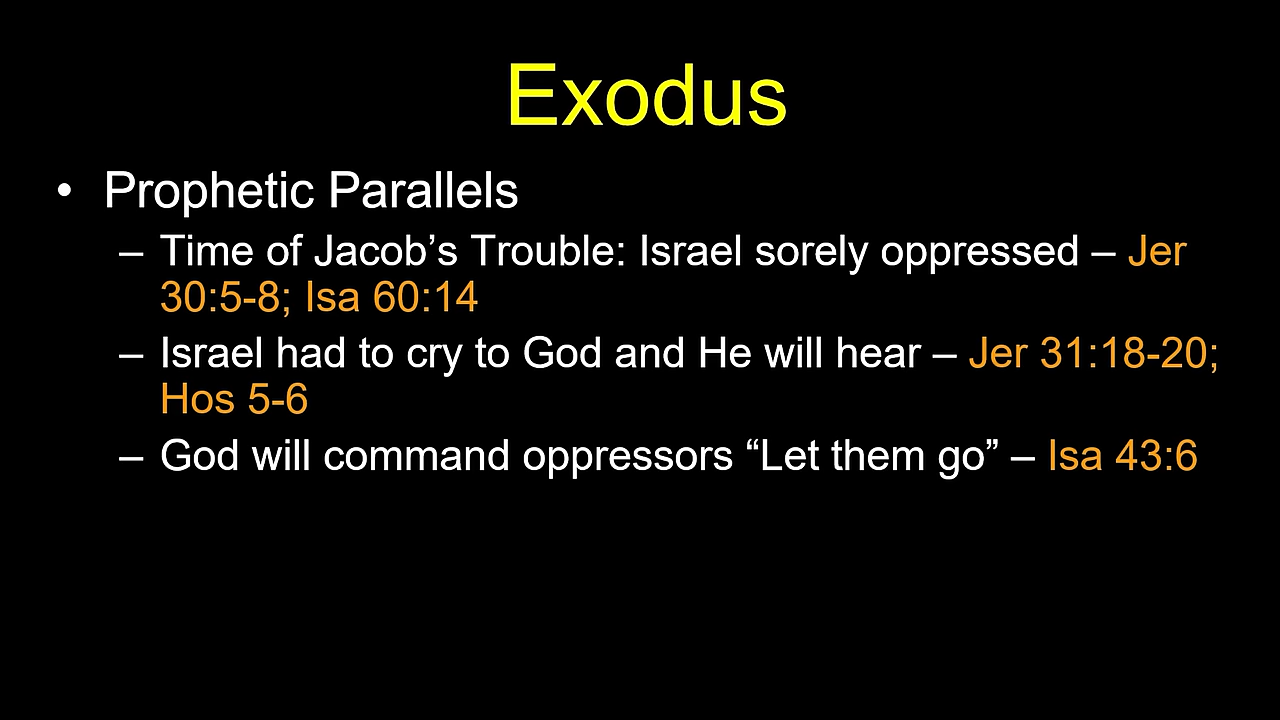 Exodus
• Prophetic Parallels
– Time of Jacob’s Trouble: Israel sorely oppressed – Jer
30:5-8; Isa 60:14
– Israel had to cry to God and He will hear – Jer 31:18-20;
Hos 5-6
– God will command oppressors “Let them go” – Isa 43:6